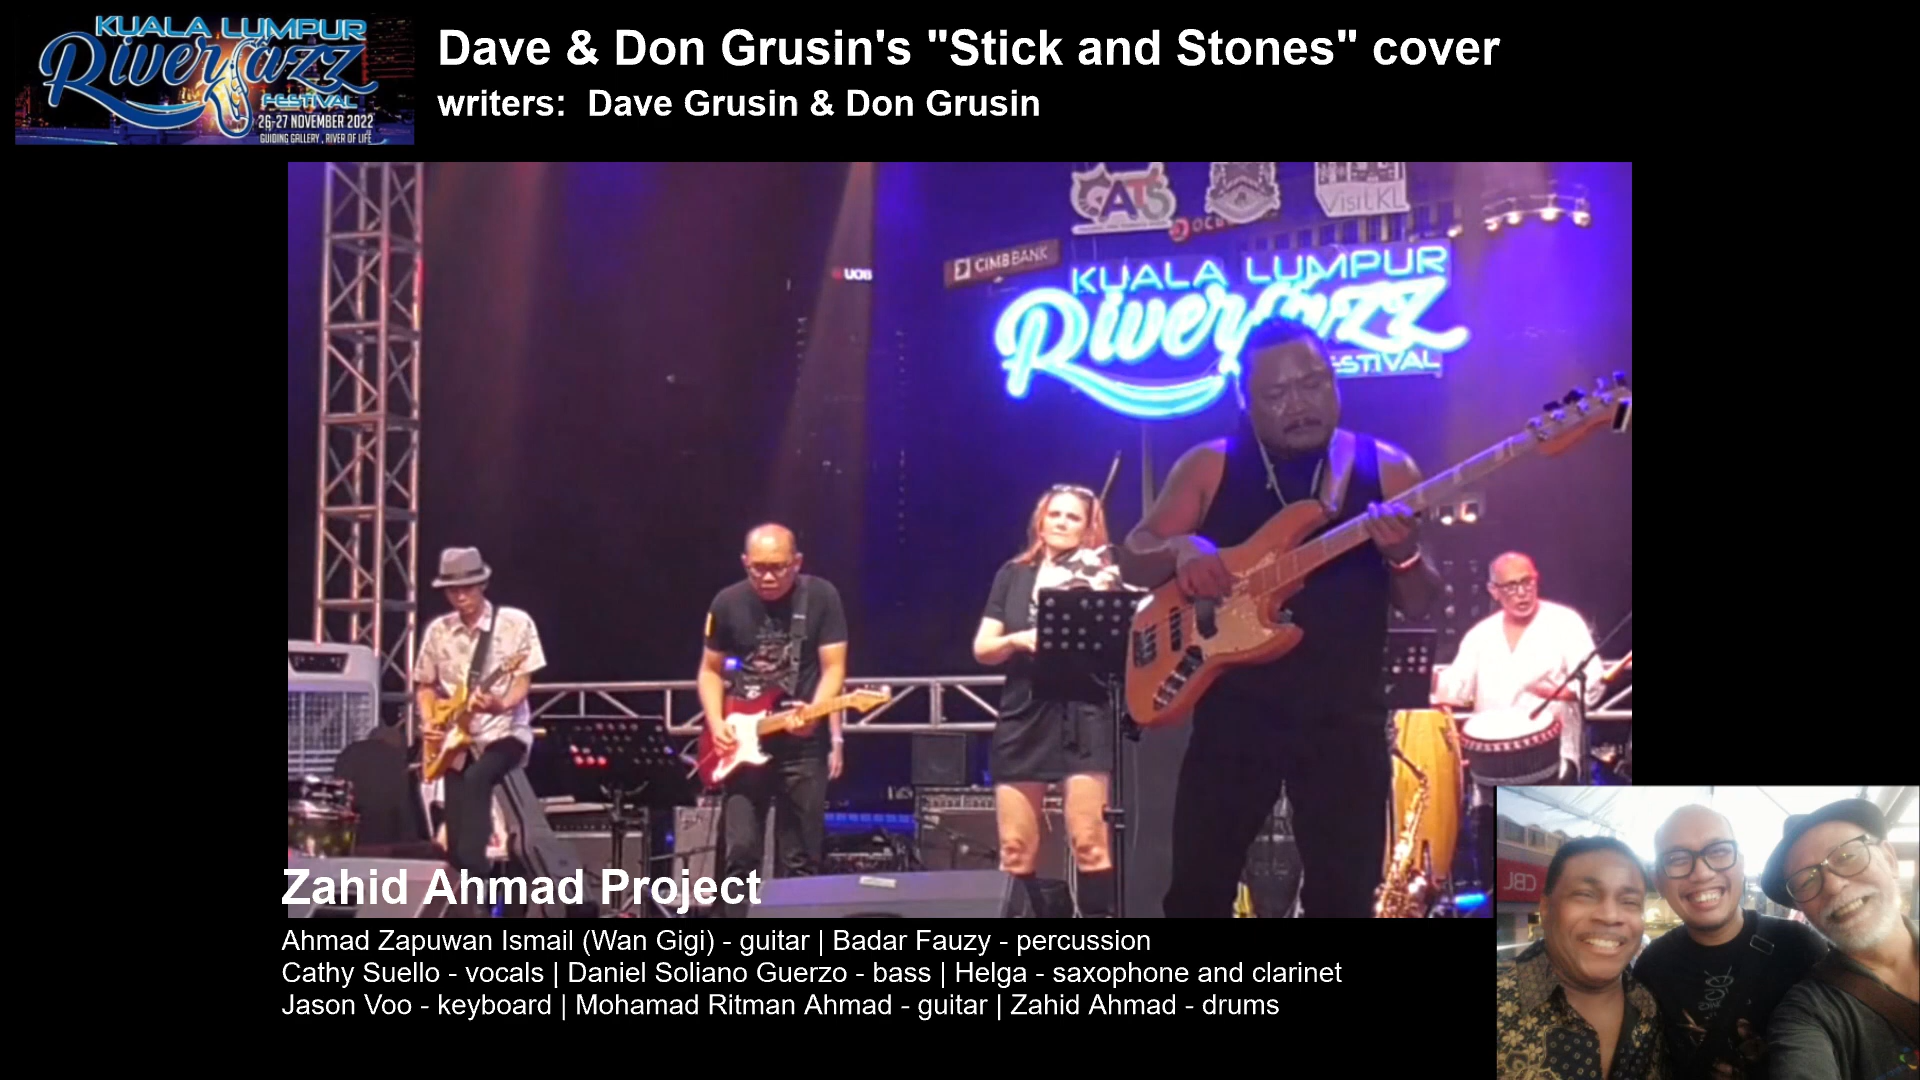 KUALA LUMPUR
Riverjazz
FESTIVAL
26-27 NOVEMBER 2022
GUIDING GALLERY, RIVER OF LIFE
Dave & Don Grusin's "Stick and Stones" cover
writers: Dave Grusin & Don Grusin
CATS
VisitKL
CIMB BANK
UOB
KUALA LUMPUR
Riverjazz
FESTIVAL
Zahid Ahmad Project
Ahmad Zapuwan Ismail (Wan Gigi) - guitar | Badar Fauzy - percussion
Cathy Suello - vocals | Daniel Soliano Guerzo - bass | Helga - saxophone and clarinet
Jason Voo - keyboard | Mohamad Ritman Ahmad - guitar | Zahid Ahmad - drums